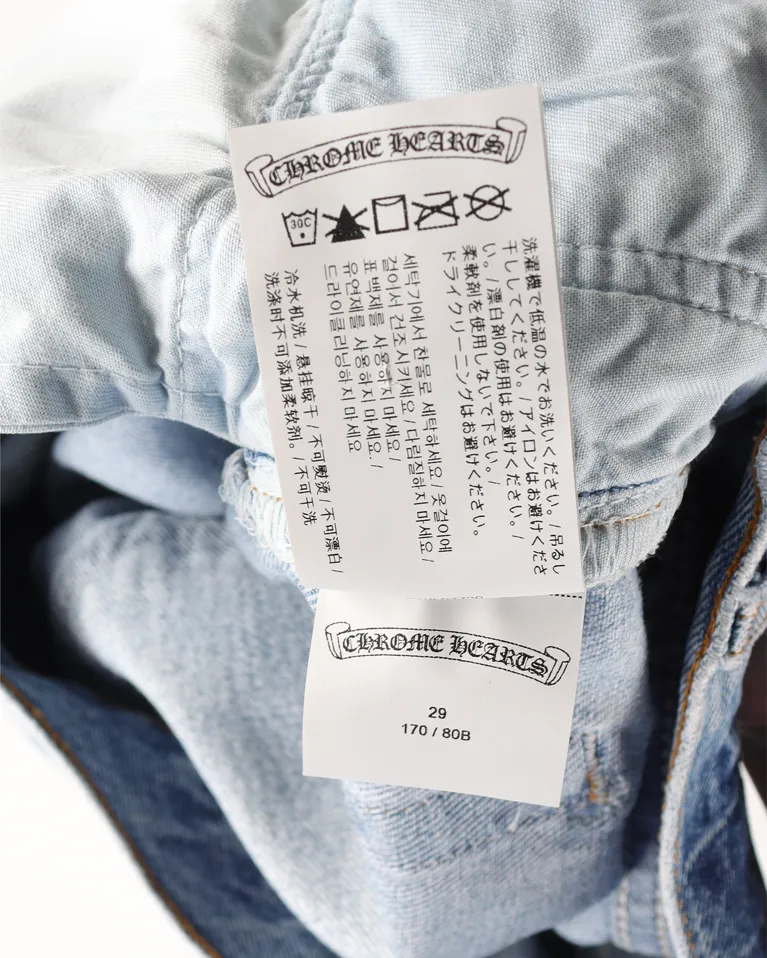 CHROME HEARTS
30C
洗濯機で低温の水でお洗いください。/吊るし
干ししてください。/アイロンはお避けくださ
い。/漂白剤の使用はお避けください。/
柔軟剤を使用しないで下さい。/
ドライクリーニングはお避けください。
세탁기에서 찬물로 세탁하세요 / 옷걸이에
걸어서 건조시키세요 / 다림질하지 마세요 /
표백제를 사용하지 마세요 /
유연제를 사용 하지 마세요. /
드라이클리닝하지 마세요
冷水机洗 / 悬挂晾干 / 不可熨烫 / 不可漂白 /
洗涤时不可添加柔软剂。/ 不可干洗
CHROME HEARTS
29
170 / 80B